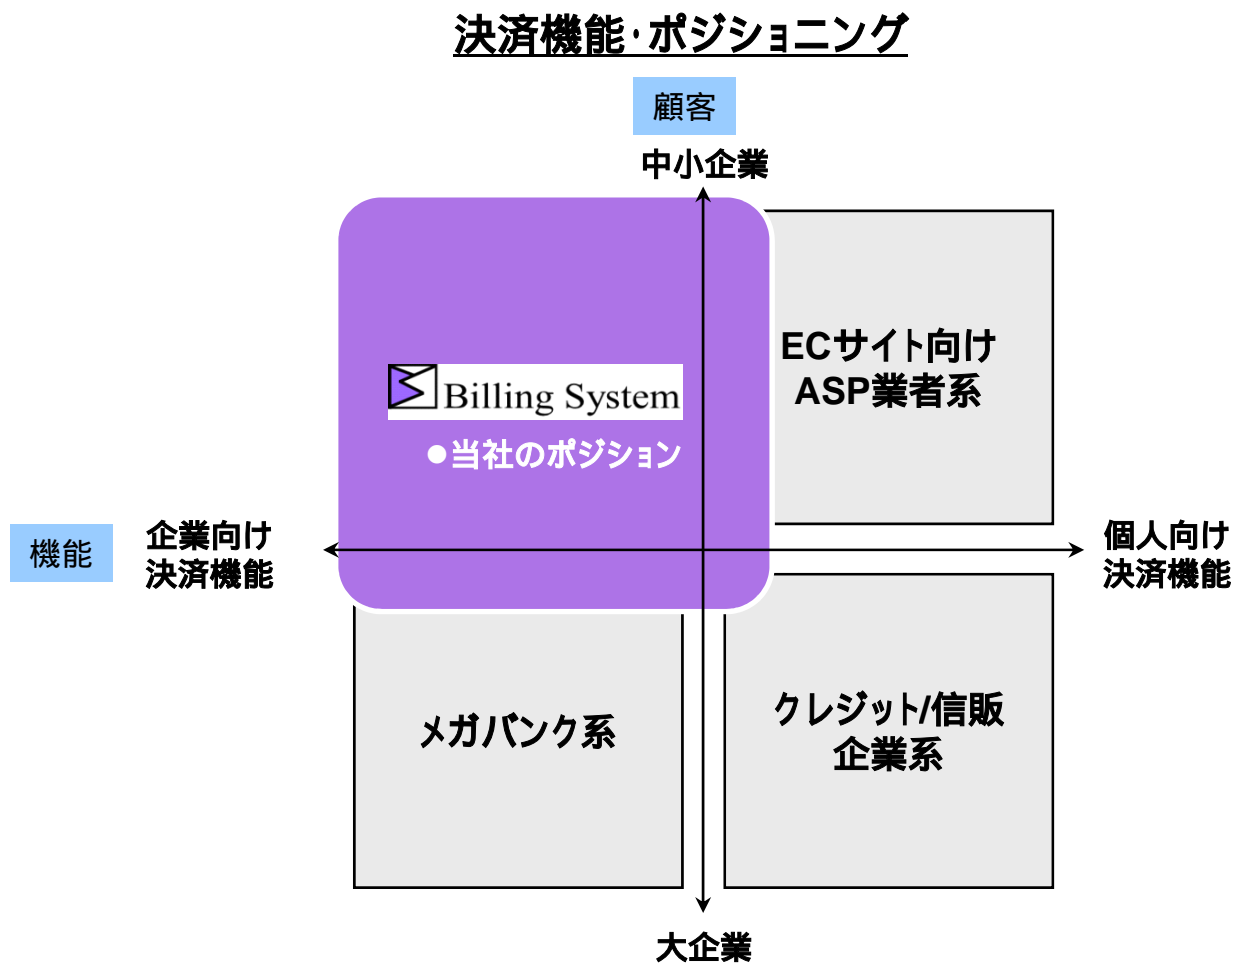 決済機能・ポジショニング
顧客
中小企業
ECサイト向け
ASP業者系
Billing System
●当社のポジション
機能
企業向け
決済機能
個人向け
決済機能
メガバンク系
クレジット/信販
企業系
大企業